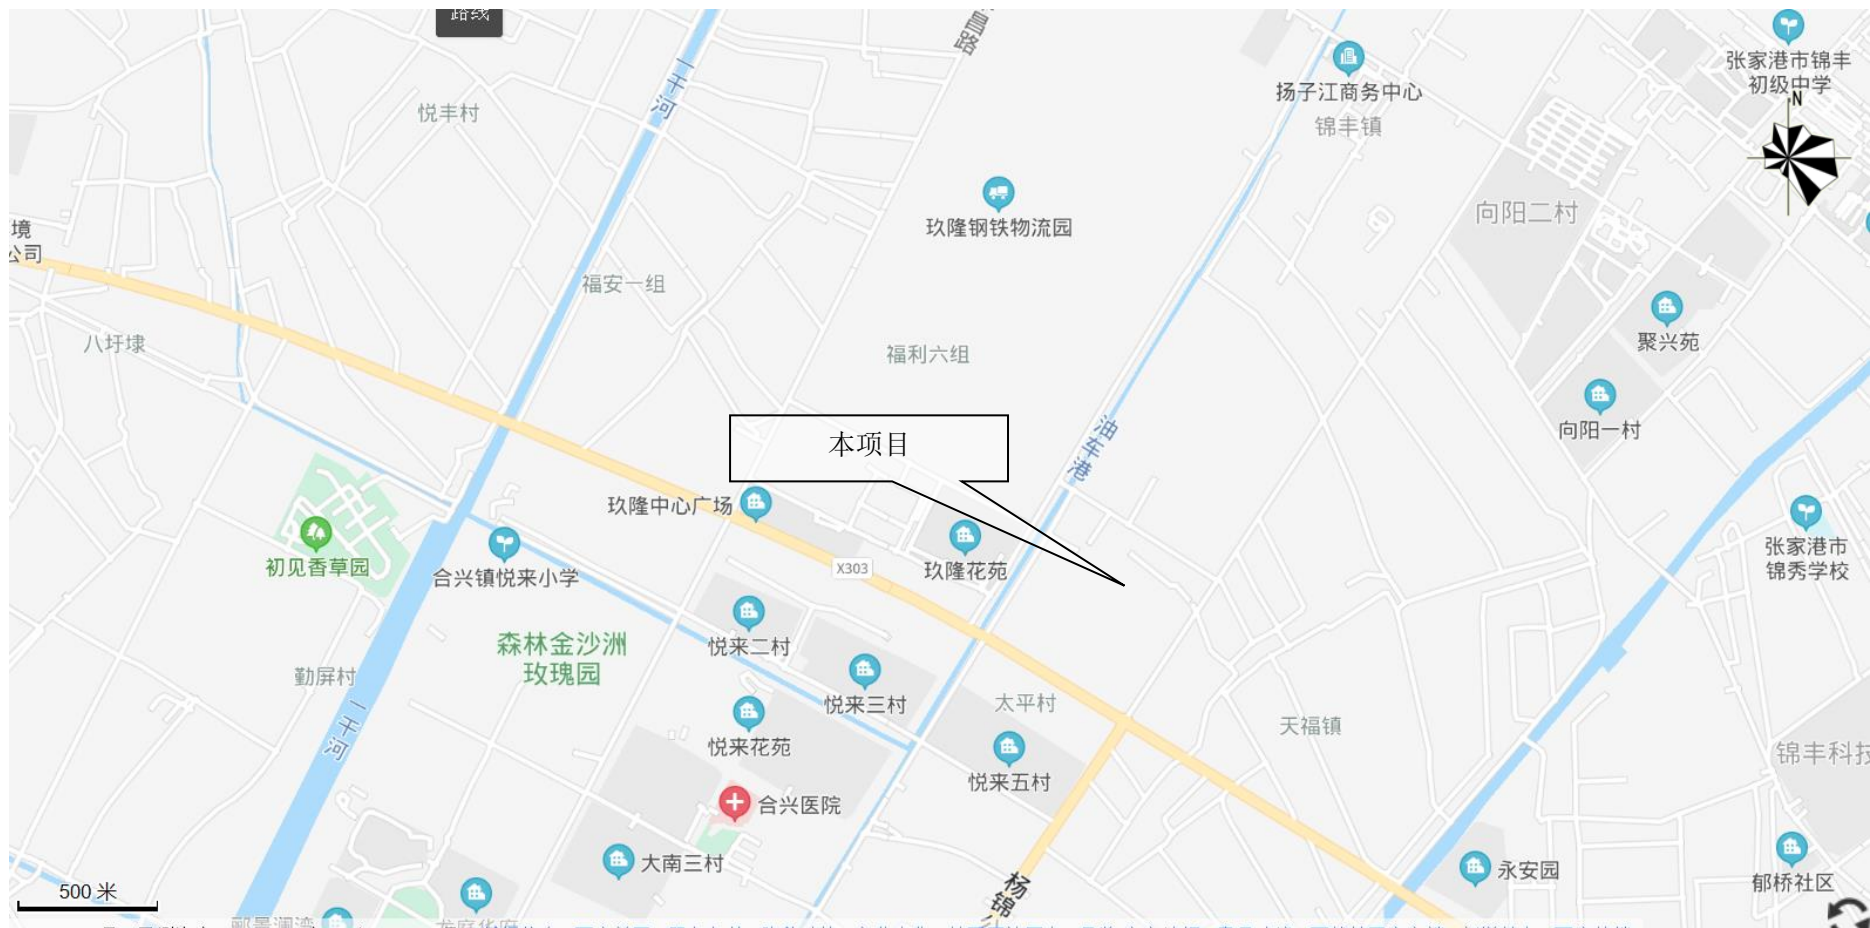 路线
昌路
张家港市锦丰
初级中学
N
扬子江商务中心
锦丰镇
一干河
悦丰村
玖隆钢铁物流园
向阳二村
境
公司
福安一组
八圩埭
福利六组
聚兴苑
向阳一村
本项目
油车港
玖隆中心广场
X303
玖隆花苑
初见香草园
合兴镇悦来小学
张家港市
锦秀学校
悦来二村
森林金沙洲
玫瑰园
勤屏村
悦来三村
太平村
天福镇
一干河
悦来花苑
悦来五村
锦丰科技
合兴医院
大南三村
永安园
郁桥社区
杨锦
500 米